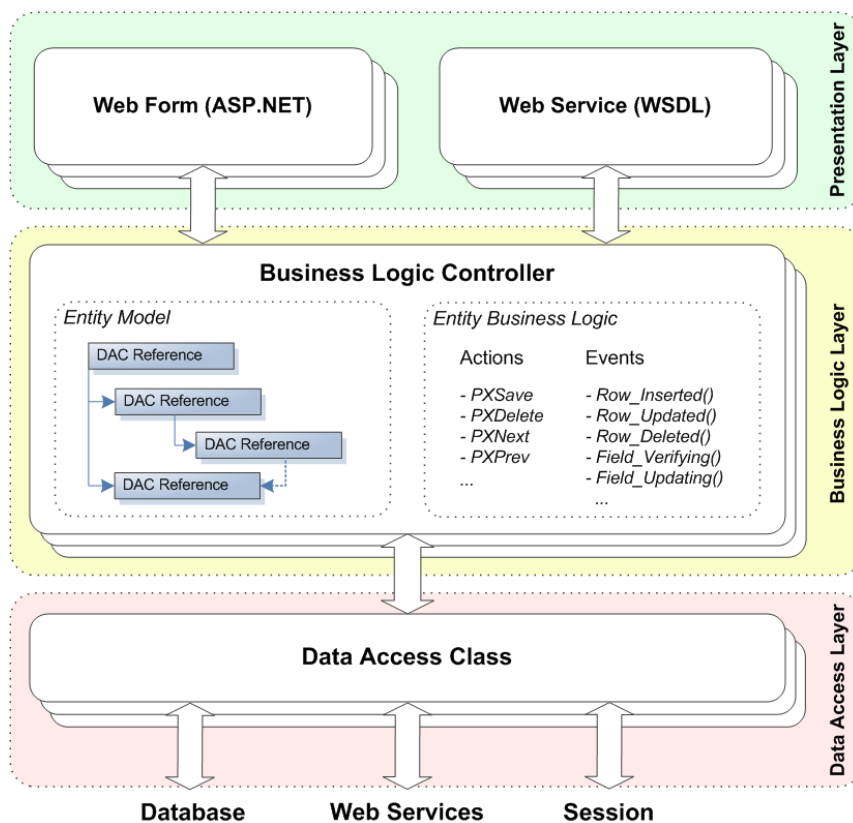 Web Form (ASP.NET)
Web Service (WSDL)
Presentation Layer
Business Logic Controller
Entity Model
DAC Reference
DAC Reference
DAC Reference
DAC Reference
Entity Business Logic
Actions
- PXSave
- PXDelete
- PXNext
- PXPrev
...
Events
- Row_Inserted()
- Row_Updated()
- Row_Deleted()
- Field_Verifying()
- Field_Updating()
...
Business Logic Layer
Data Access Class
Data Access Layer
Database
Web Services
Session